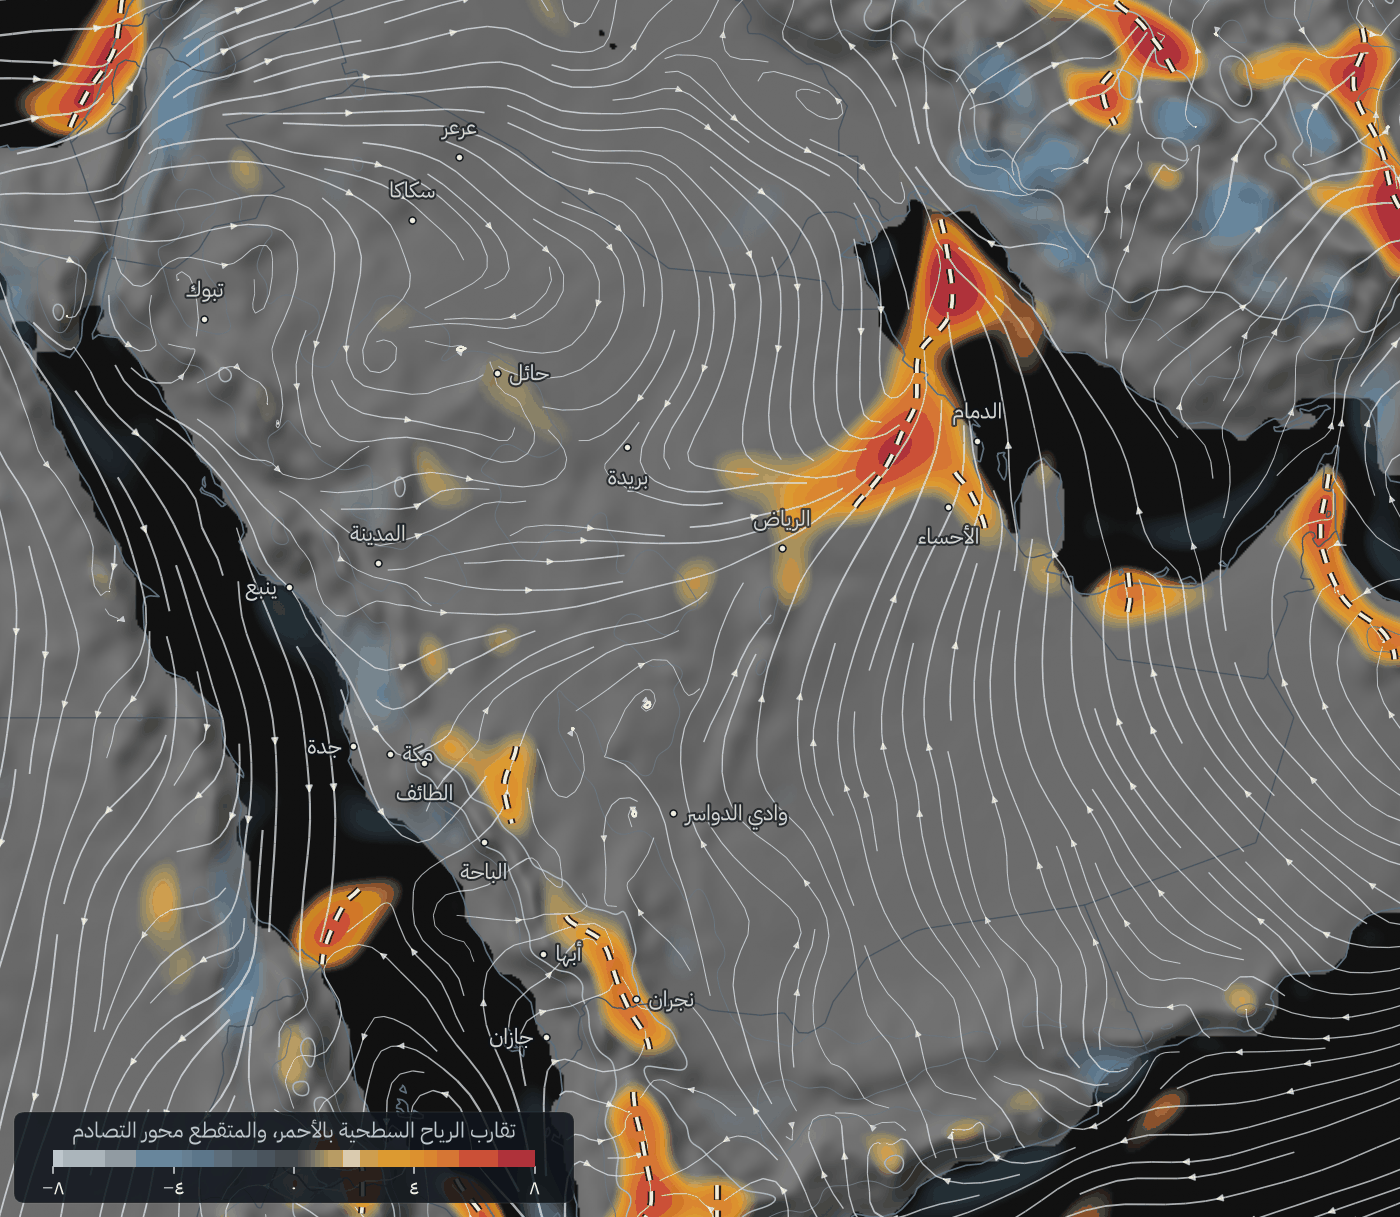 عرعر
سكاكا
تبوك
حائل
الدمام
بريدة
الرياض
المدينة
الأحساء
ينبع
جدة
مكة
الطائف
وادي الدواسر
الباحة
أبها
نجران
جازان
تقارب الرياح السطحية بالأحمر، والمتقطع محور التصادم
−٨ −٤ ٠ ٤ ٨